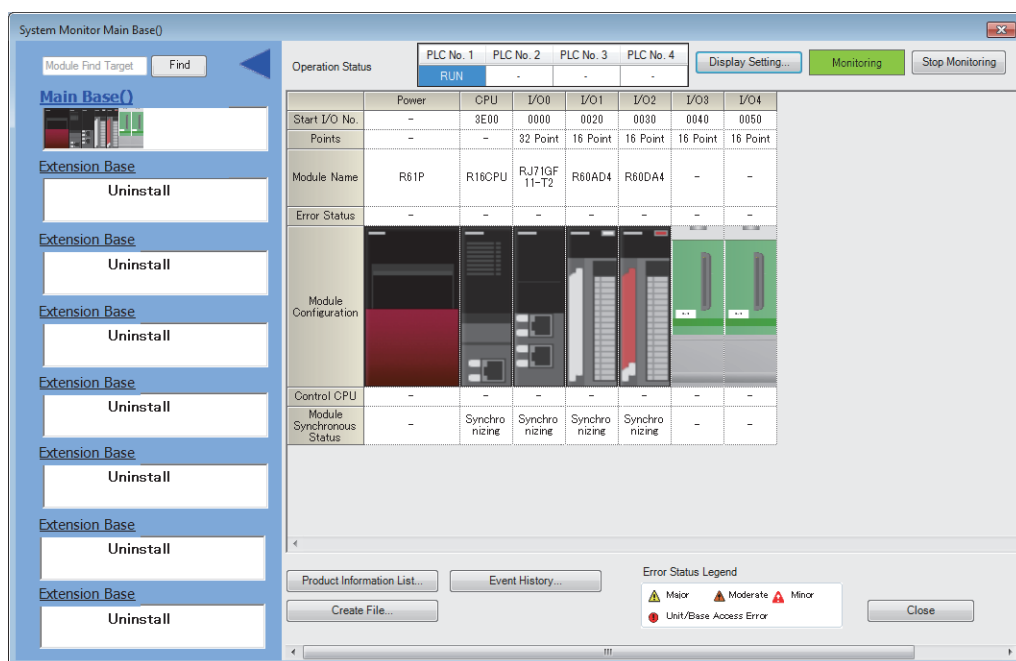 System Monitor Main Base()
Module Find Target Find
Main Base()
Extension Base
Uninstall
Extension Base
Uninstall
Extension Base
Uninstall
Extension Base
Uninstall
Extension Base
Uninstall
Extension Base
Uninstall
Extension Base
Uninstall
Operation Status
PLC No. 1 PLC No. 2 PLC No. 3 PLC No. 4
RUN - - -
Display Setting... Monitoring Stop Monitoring
Power CPU I/O0 I/O1 I/O2 I/O3 I/O4
Start I/O No. - 3E00 0000 0020 0030 0040 0050
Points - - 32 Point 16 Point 16 Point 16 Point 16 Point
Module Name R61P R16CPU RJ71GF11-T2 R60AD4 R60DA4 - -
Error Status - - - - - - -
Module
Configuration
Control CPU - - - - - - -
Module
Synchronous
Status
- Synchronizing Synchronizing Synchronizing Synchronizing - -
Product Information List... Event History...
Create File...
Error Status Legend
Major Moderate Minor
Unit/Base Access Error
Close